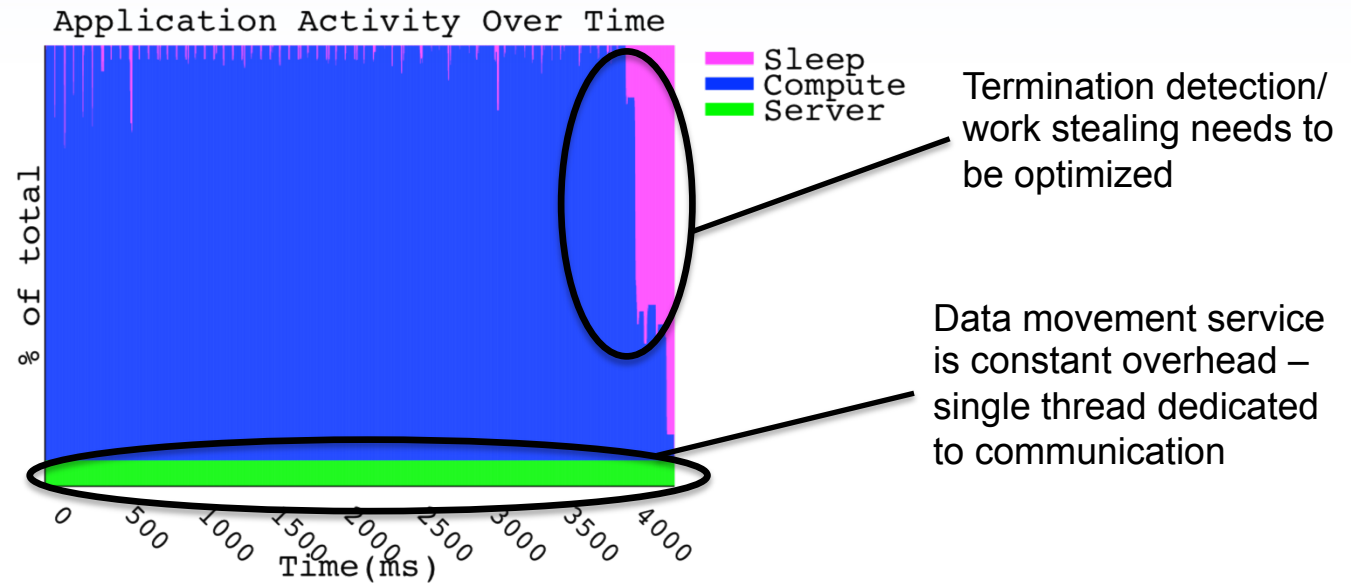 Application Activity Over Time
Sleep
Compute
Server
Termination detection/
work stealing needs to
be optimized
% of total
Data movement service
is constant overhead –
single thread dedicated
to communication
0 500 1000 1500 2000 2500 3000 3500 4000
Time(ms)